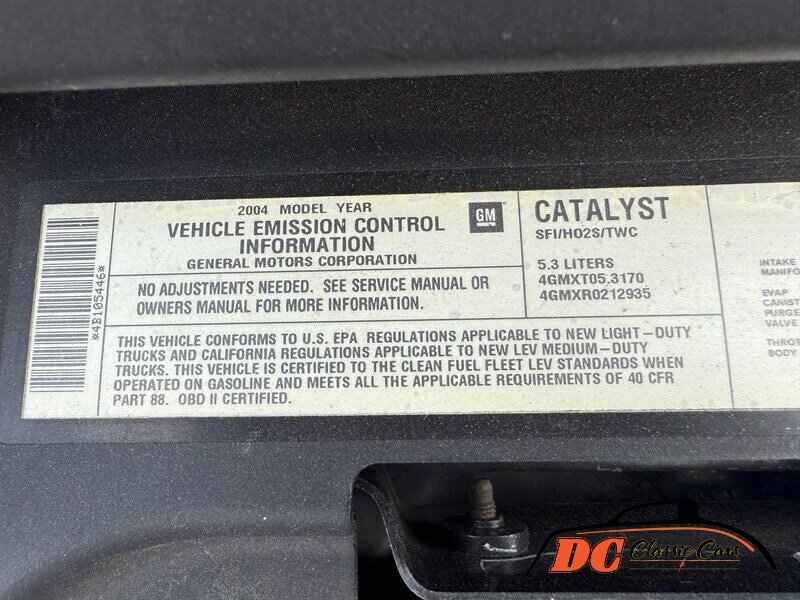 *4B105446*
2004 MODEL YEAR
VEHICLE EMISSION CONTROL
INFORMATION
GENERAL MOTORS CORPORATION
GM
NO ADJUSTMENTS NEEDED. SEE SERVICE MANUAL OR
OWNERS MANUAL FOR MORE INFORMATION.
CATALYST
SFI/HO2S/TWC
5.3 LITERS
4GMXT05.3170
4GMXR0212935
THIS VEHICLE CONFORMS TO U.S. EPA REGULATIONS APPLICABLE TO NEW LIGHT-DUTY
TRUCKS AND CALIFORNIA REGULATIONS APPLICABLE TO NEW LEV MEDIUM-DUTY
TRUCKS. THIS VEHICLE IS CERTIFIED TO THE CLEAN FUEL FLEET LEV STANDARDS WHEN
OPERATED ON GASOLINE AND MEETS ALL THE APPLICABLE REQUIREMENTS OF 40 CFR
PART 88. OBD II CERTIFIED.
INTAKE
MANIFO
EVAP
CANIST
PURGE
VALVE
THROT
BODY
DC Classic Cars